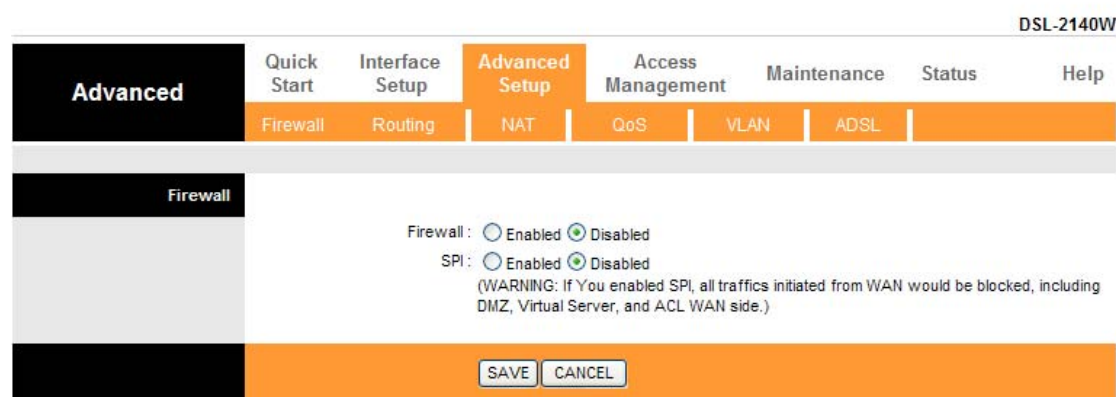 DSL-2140W
Advanced
Quick Start
Interface Setup
Advanced Setup
Access Management
Maintenance
Status
Help
Firewall
Routing
NAT
QoS
VLAN
ADSL
Firewall
Firewall : Enabled Disabled
SPI : Enabled Disabled
(WARNING: If You enabled SPI, all traffics initiated from WAN would be blocked, including
DMZ, Virtual Server, and ACL WAN side.)
SAVE CANCEL